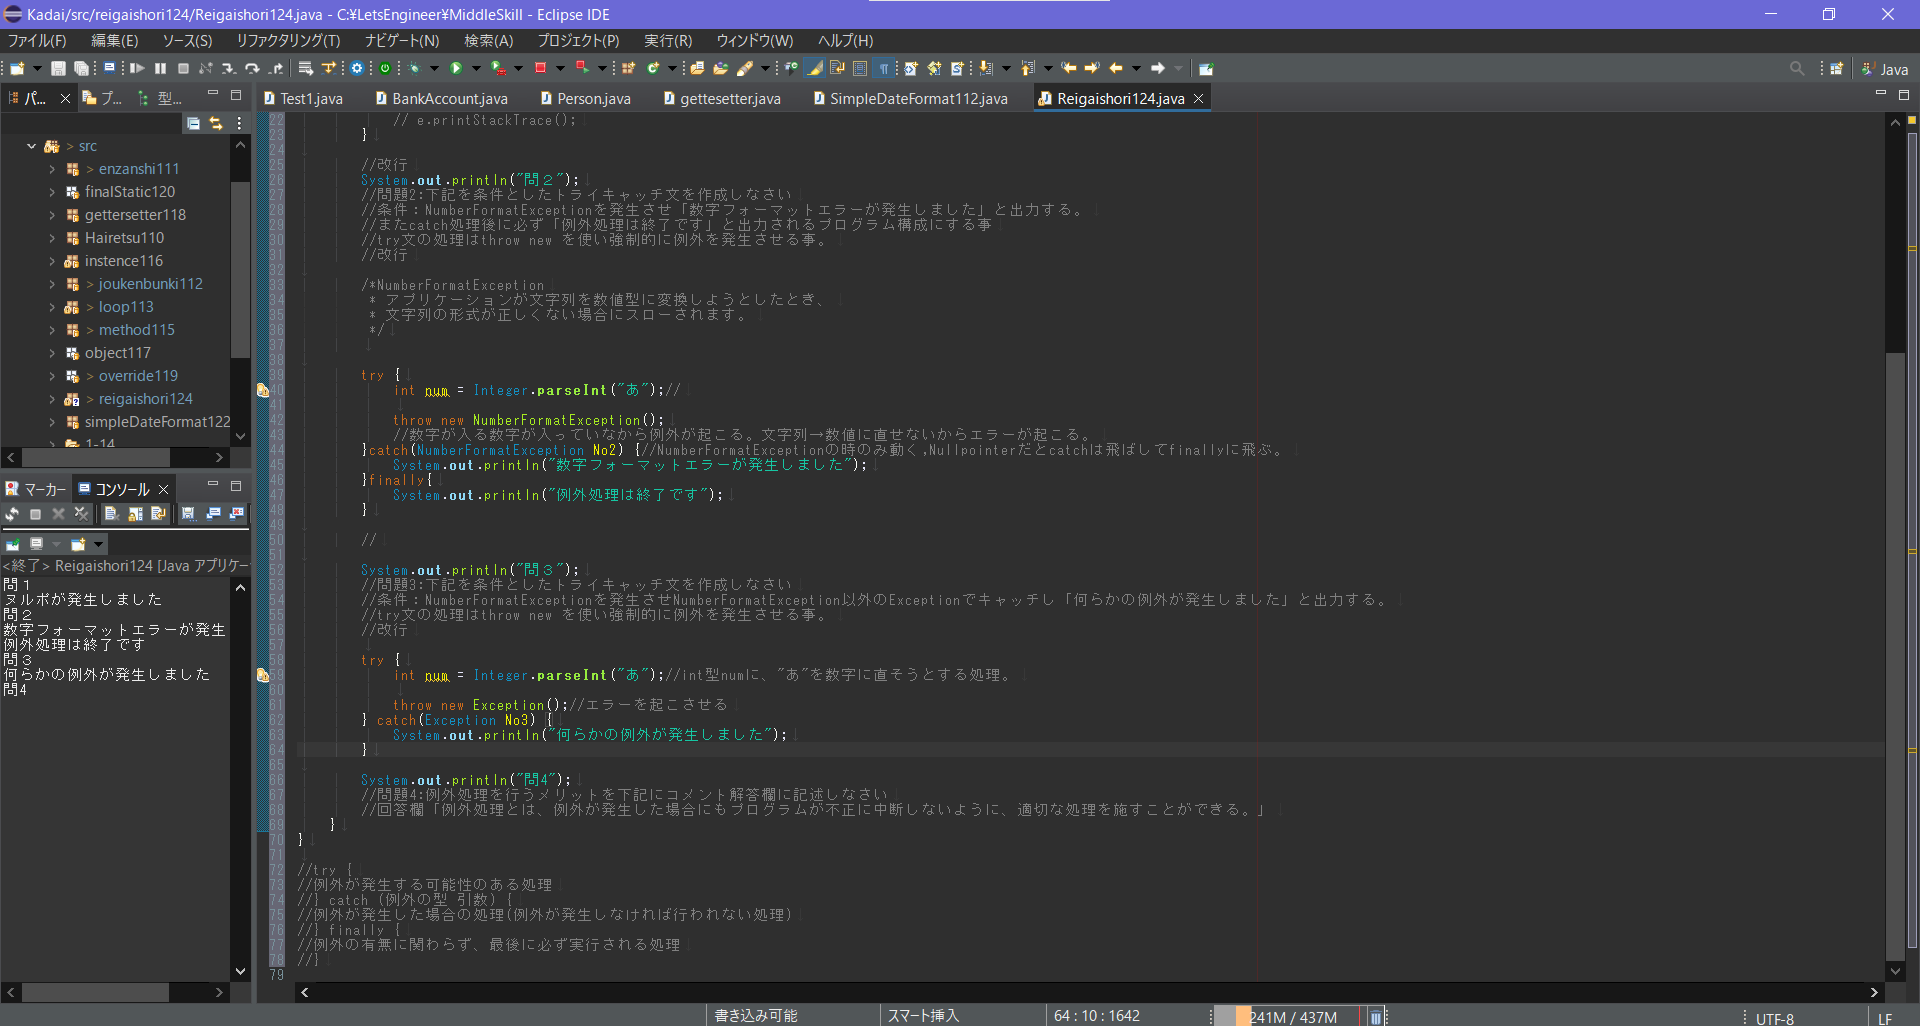 Kadai/src/reigaishori124/Reigaishori124.java - C:¥LetsEngineer¥MiddleSkill - Eclipse IDE
ファイル(F) 編集(E) ソース(S) リファクタリング(T) ナビゲート(N) 検索(A) プロジェクト(P) 実行(R) ウィンドウ(W) ヘルプ(H)
Java
パ... プ... 型...
Test1.java BankAccount.java Person.java gettesetter.java SimpleDateFormat112.java Reigaishori124.java
> src
> enzanshi111
finalStatic120
gettersetter118
Hairetsu110
instence116
> joukenbunki112
> loop113
> method115
object117
> override119
> reigaishori124
simpleDateFormat122
1-14
マーカー コンソール
<終了> Reigaishori124 [Java アプリケー
問１
ヌルポが発生しました
問２
数字フォーマットエラーが発生
例外処理は終了です
問３
何らかの例外が発生しました
問4
22 // e.printStackTrace();
23 }
24
25 //改行
26 System.out.println("問２");
27 //問題2:下記を条件としたトライキャッチ文を作成しなさい
28 //条件：NumberFormatExceptionを発生させ「数字フォーマットエラーが発生しました」と出力する。
29 //またcatch処理後に必ず「例外処理は終了です」と出力されるプログラム構成にする事
30 //try文の処理はthrow new を使い強制的に例外を発生させる事。
31 //改行
32
33 /*NumberFormatException
34 * アプリケーションが文字列を数値型に変換しようとしたとき、
35 * 文字列の形式が正しくない場合にスローされます。
36 */
37
38
39 try {
40 int num = Integer.parseInt("あ");//
41
42 throw new NumberFormatException();
43 //数字が入る数字が入っていなから例外が起こる。文字列→数値に直せないからエラーが起こる。
44 }catch(NumberFormatException No2) {//NumberFormatExceptionの時のみ動く,Nullpointerだとcatchは飛ばしてfinallyに飛ぶ。
45 System.out.println("数字フォーマットエラーが発生しました");
46 }finally{
47 System.out.println("例外処理は終了です");
48 }
49
50 //
51
52 System.out.println("問３");
53 //問題3:下記を条件としたトライキャッチ文を作成しなさい
54 //条件：NumberFormatExceptionを発生させNumberFormatException以外のExceptionでキャッチし「何らかの例外が発生しました」と出力する。
55 //try文の処理はthrow new を使い強制的に例外を発生させる事。
56 //改行
57
58 try {
59 int num = Integer.parseInt("あ");//int型numに、"あ"を数字に直そうとする処理。
60
61 throw new Exception();//エラーを起こさせる
62 } catch(Exception No3) {
63 System.out.println("何らかの例外が発生しました");
64 }
65
66 System.out.println("問4");
67 //問題4:例外処理を行うメリットを下記にコメント解答欄に記述しなさい
68 //回答欄「例外処理とは、例外が発生した場合にもプログラムが不正に中断しないように、適切な処理を施すことができる。」
69 }
70 }
71
72 //try {
73 //例外が発生する可能性のある処理
74 //} catch (例外の型 引数) {
75 //例外が発生した場合の処理(例外が発生しなければ行われない処理)
76 //} finally {
77 //例外の有無に関わらず、最後に必ず実行される処理
78 //}
79
書き込み可能 スマート挿入 64 : 10 : 1642 241M / 437M UTF-8 LF